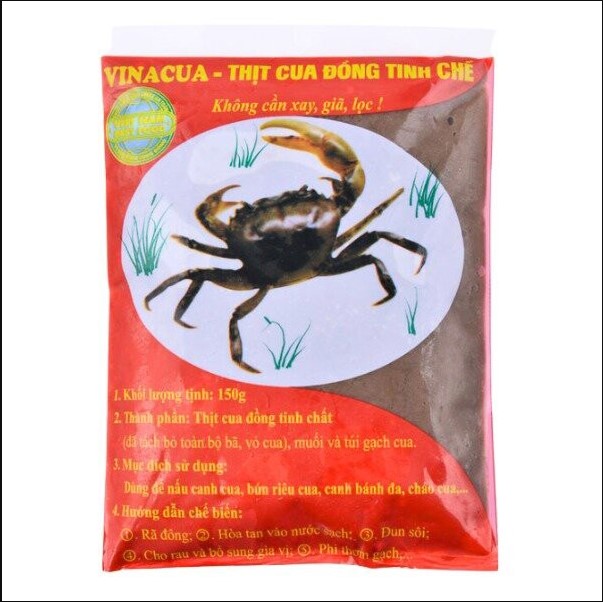 VINACUA - THỊT CUA ĐỒNG TINH CHẾ
Không cần xay, giã, lọc !
1. Khối lượng tịnh: 150g
2. Thành phần: Thịt cua đồng tinh chất
(đã tách bỏ toàn bộ bã, vỏ cua), muối và túi gạch cua.
3. Mục đích sử dụng:
Dùng để nấu canh cua, bún riêu cua, canh bánh đa, cháo cua,...
4. Hướng dẫn chế biến:
①. Rã đông; ②. Hòa tan vào nước sạch; ③. Đun sôi;
④. Cho rau và bổ sung gia vị; ⑤. Phi thơm gạch,...